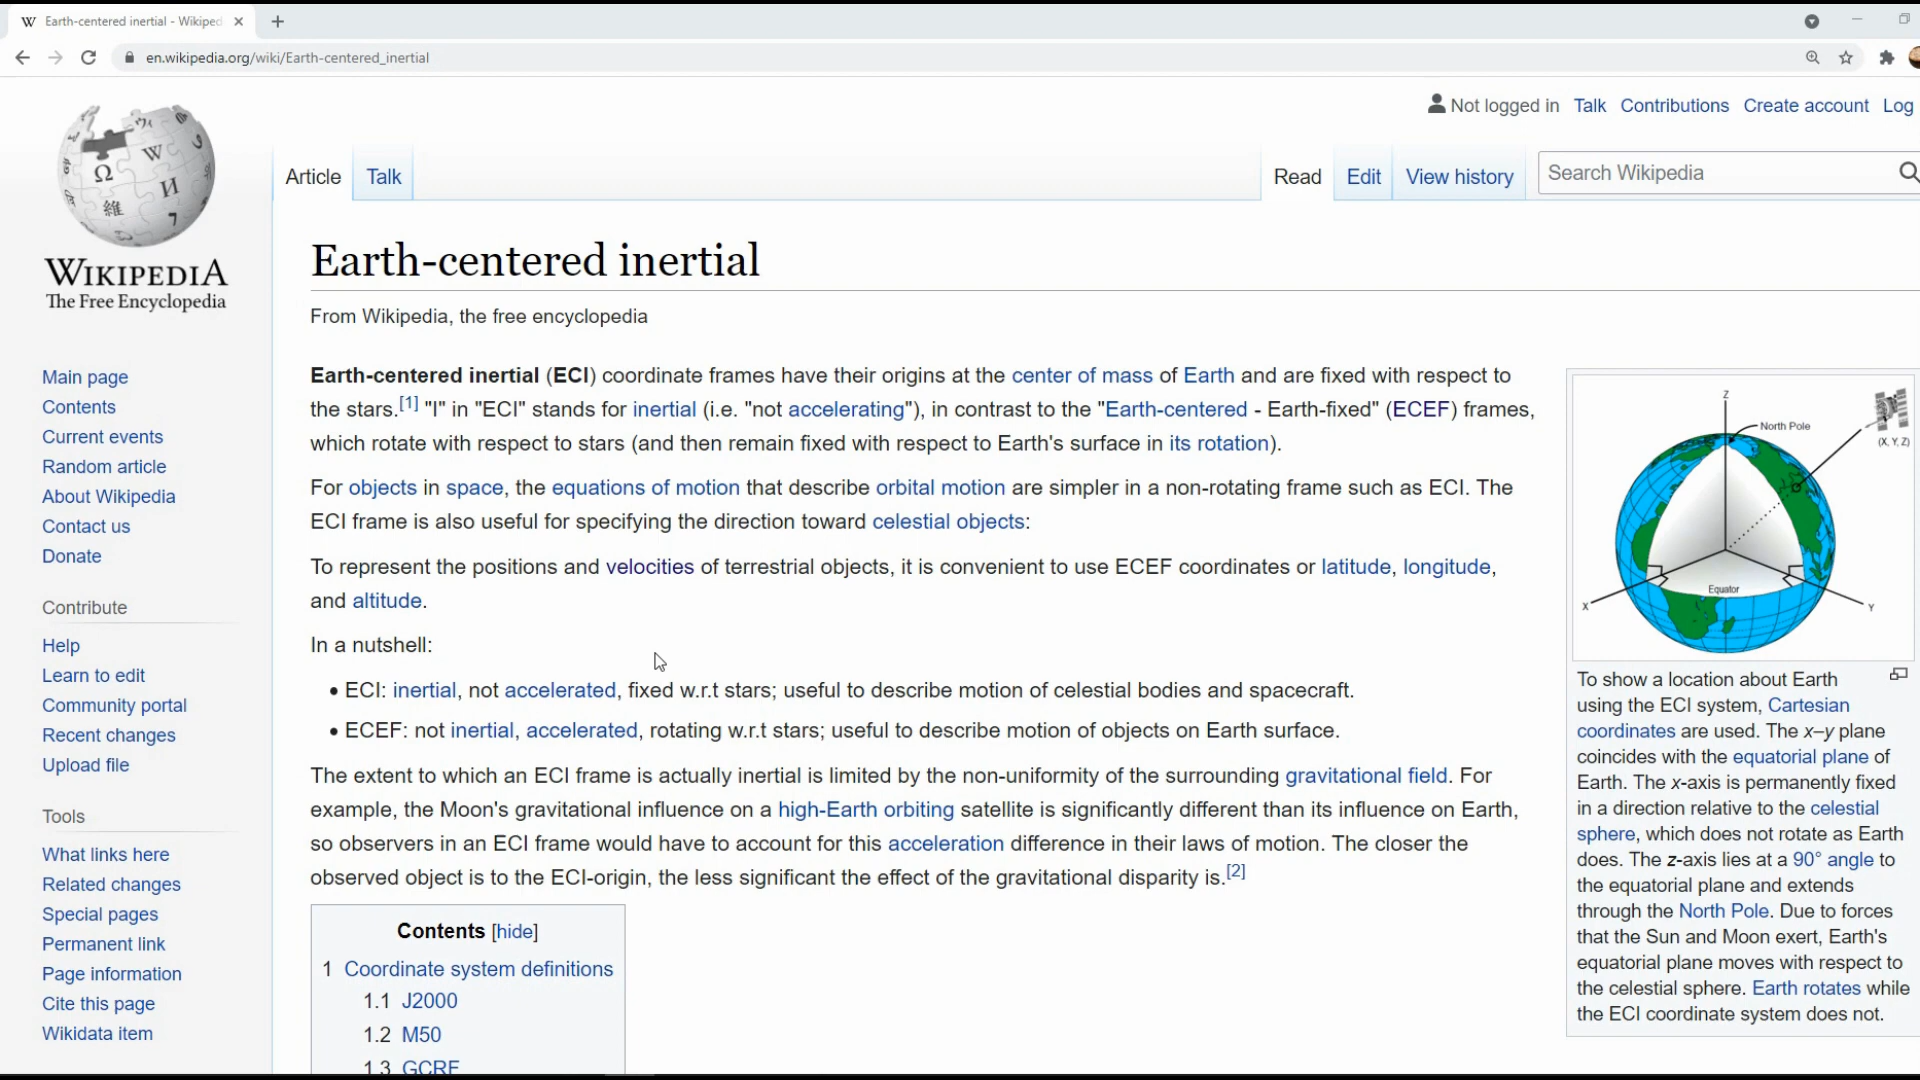 Earth-centered inertial - Wikiped
en.wikipedia.org/wiki/Earth-centered_inertial
Not logged in Talk Contributions Create account Log
Article Talk Read Edit View history Search Wikipedia
WIKIPEDIA
The Free Encyclopedia
Main page
Contents
Current events
Random article
About Wikipedia
Contact us
Donate
Contribute
Help
Learn to edit
Community portal
Recent changes
Upload file
Tools
What links here
Related changes
Special pages
Permanent link
Page information
Cite this page
Wikidata item
Earth-centered inertial
From Wikipedia, the free encyclopedia
Earth-centered inertial (ECI) coordinate frames have their origins at the center of mass of Earth and are fixed with respect to
the stars.[1] "I" in "ECI" stands for inertial (i.e. "not accelerating"), in contrast to the "Earth-centered - Earth-fixed" (ECEF) frames,
which rotate with respect to stars (and then remain fixed with respect to Earth's surface in its rotation).
For objects in space, the equations of motion that describe orbital motion are simpler in a non-rotating frame such as ECI. The
ECI frame is also useful for specifying the direction toward celestial objects:
To represent the positions and velocities of terrestrial objects, it is convenient to use ECEF coordinates or latitude, longitude,
and altitude.
In a nutshell:
• ECI: inertial, not accelerated, fixed w.r.t stars; useful to describe motion of celestial bodies and spacecraft.
• ECEF: not inertial, accelerated, rotating w.r.t stars; useful to describe motion of objects on Earth surface.
The extent to which an ECI frame is actually inertial is limited by the non-uniformity of the surrounding gravitational field. For
example, the Moon's gravitational influence on a high-Earth orbiting satellite is significantly different than its influence on Earth,
so observers in an ECI frame would have to account for this acceleration difference in their laws of motion. The closer the
observed object is to the ECI-origin, the less significant the effect of the gravitational disparity is.[2]
Contents [hide]
1 Coordinate system definitions
1.1 J2000
1.2 M50
1.3 GCRF
Z
North Pole
(X, Y, Z)
Equator
X
Y
To show a location about Earth
using the ECI system, Cartesian
coordinates are used. The x–y plane
coincides with the equatorial plane of
Earth. The x-axis is permanently fixed
in a direction relative to the celestial
sphere, which does not rotate as Earth
does. The z-axis lies at a 90° angle to
the equatorial plane and extends
through the North Pole. Due to forces
that the Sun and Moon exert, Earth's
equatorial plane moves with respect to
the celestial sphere. Earth rotates while
the ECI coordinate system does not.